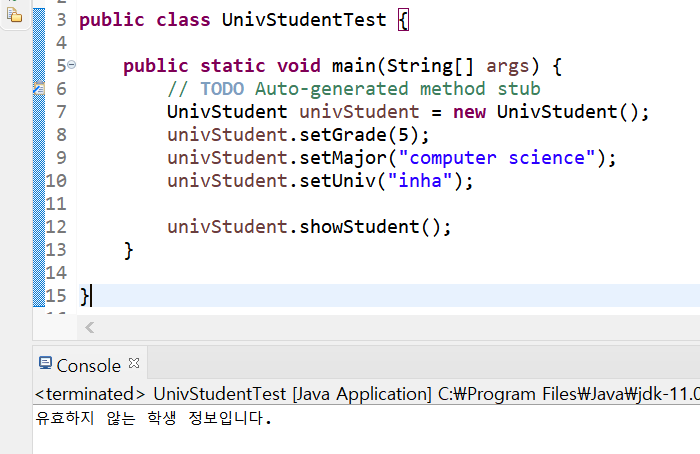 3 public class UnivStudentTest {
4
5 public static void main(String[] args) {
6 // TODO Auto-generated method stub
7 UnivStudent univStudent = new UnivStudent();
8 univStudent.setGrade(5);
9 univStudent.setMajor("computer science");
10 univStudent.setUniv("inha");
11
12 univStudent.showStudent();
13 }
14
15 }
Console
<terminated> UnivStudentTest [Java Application] C:₩Program Files₩Java₩jdk-11.0
유효하지 않는 학생 정보입니다.